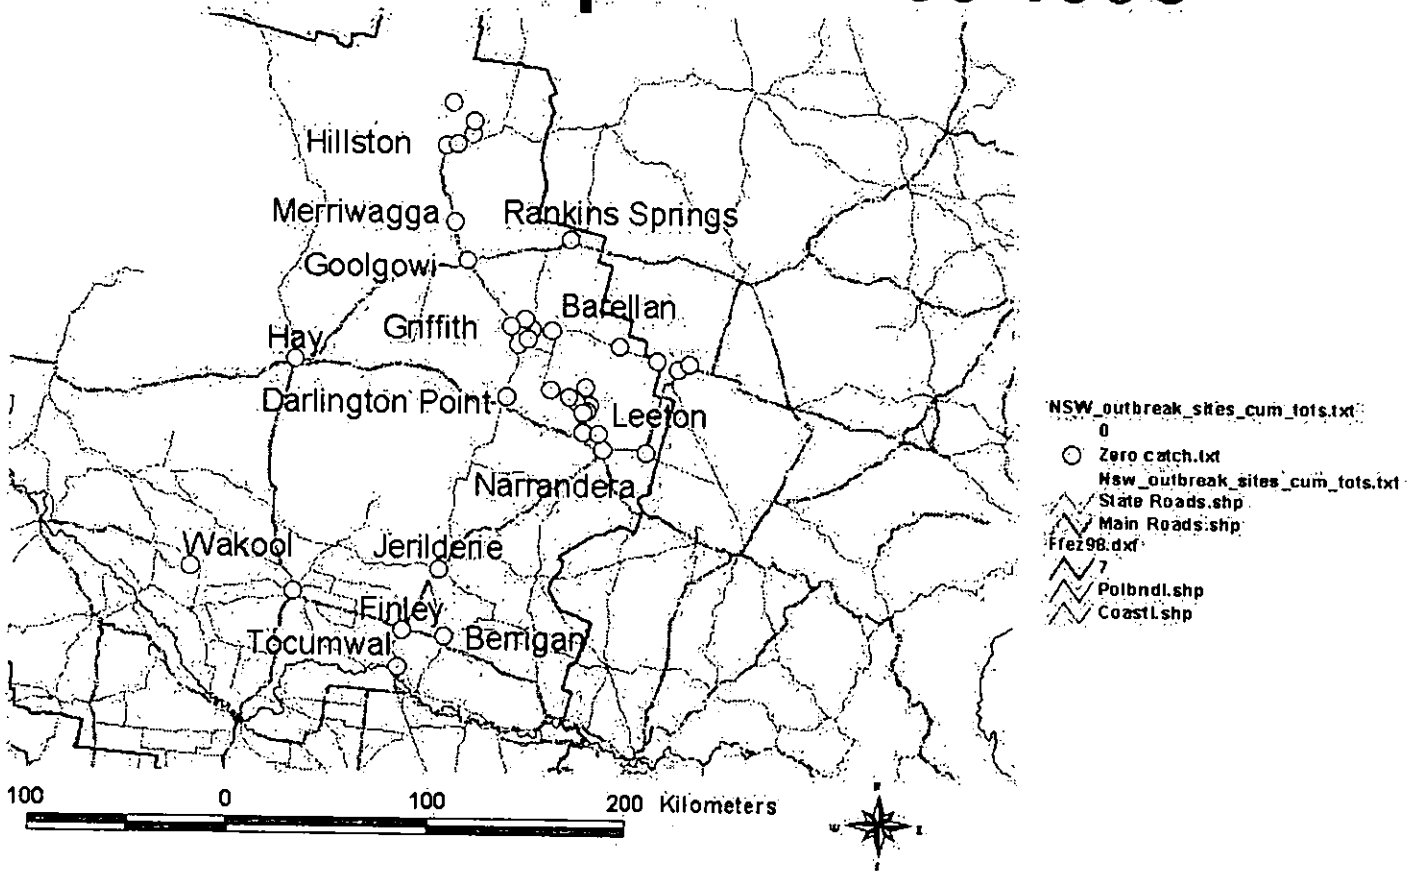 Hillston
Merriwagga
Rankins Springs
Goolgowi
Barellan
Griffith
Hay
Darlington Point
Leeton
Narrandera
Wakool
Jerilderie
Finley
Tocumwal
Berrigan
NSW_outbreak_sites_cum_tots.txt
0
Zero catch.txt
Nsw_outbreak_sites_cum_tots.txt
State Roads.shp
Main Roads.shp
Ffez98.dxf
7
Polbndl.shp
Coastl.shp
100 0 100 200 Kilometers